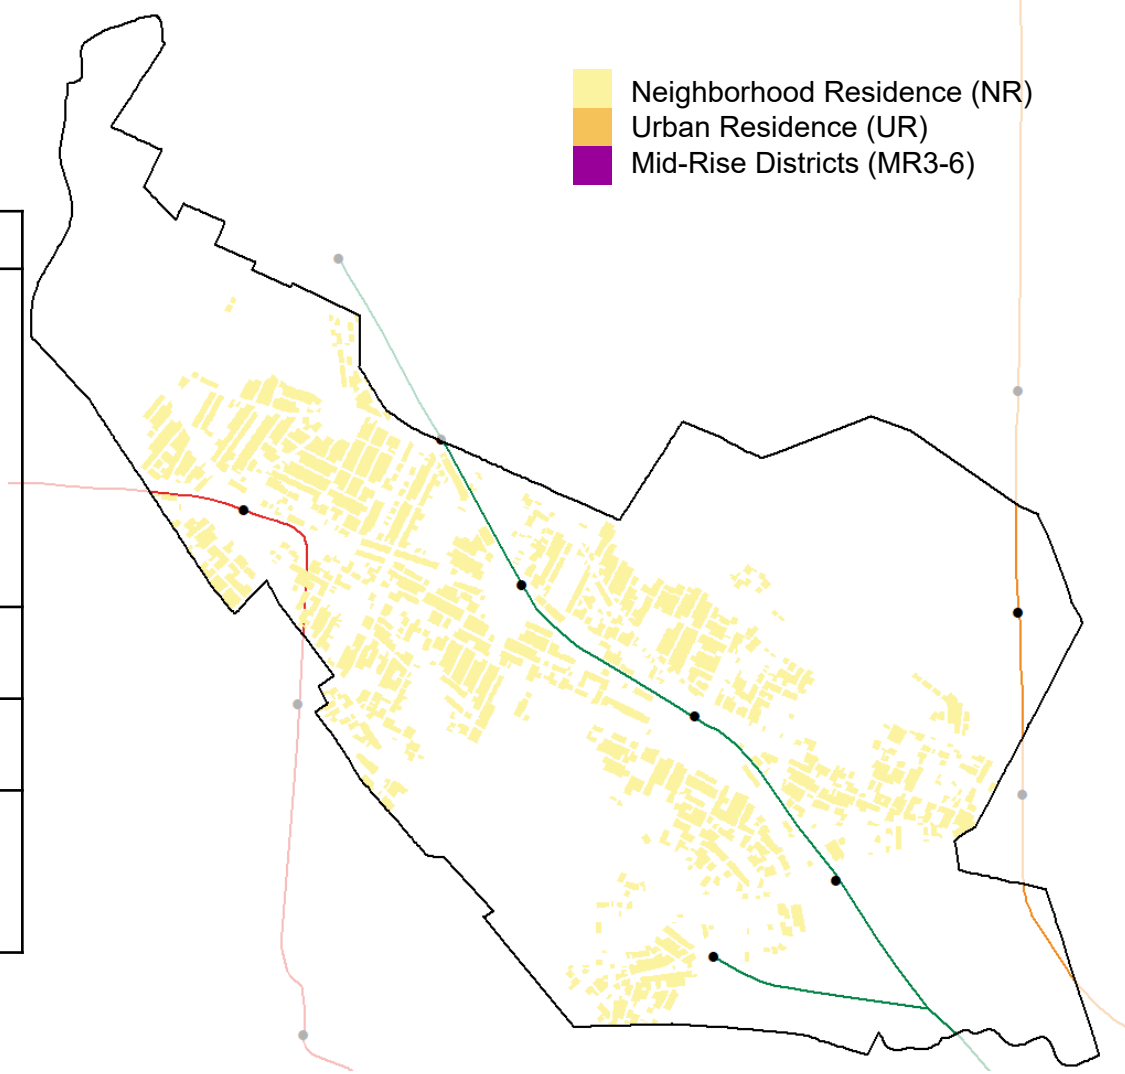 Neighborhood Residence (NR)
Urban Residence (UR)
Mid-Rise Districts (MR3-6)